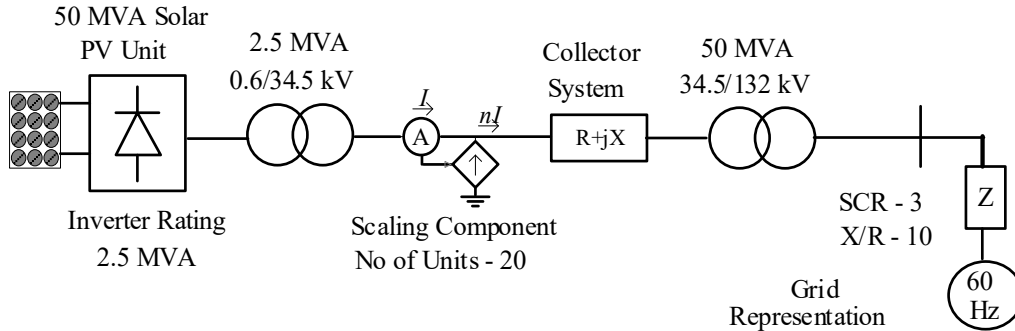 50 MVA Solar
PV Unit
2.5 MVA
0.6/34.5 kV
I
nI
A
Collector
System
R+jX
50 MVA
34.5/132 kV
Inverter Rating
2.5 MVA
Scaling Component
No of Units - 20
SCR - 3
X/R - 10
Z
Grid
Representation
60
Hz